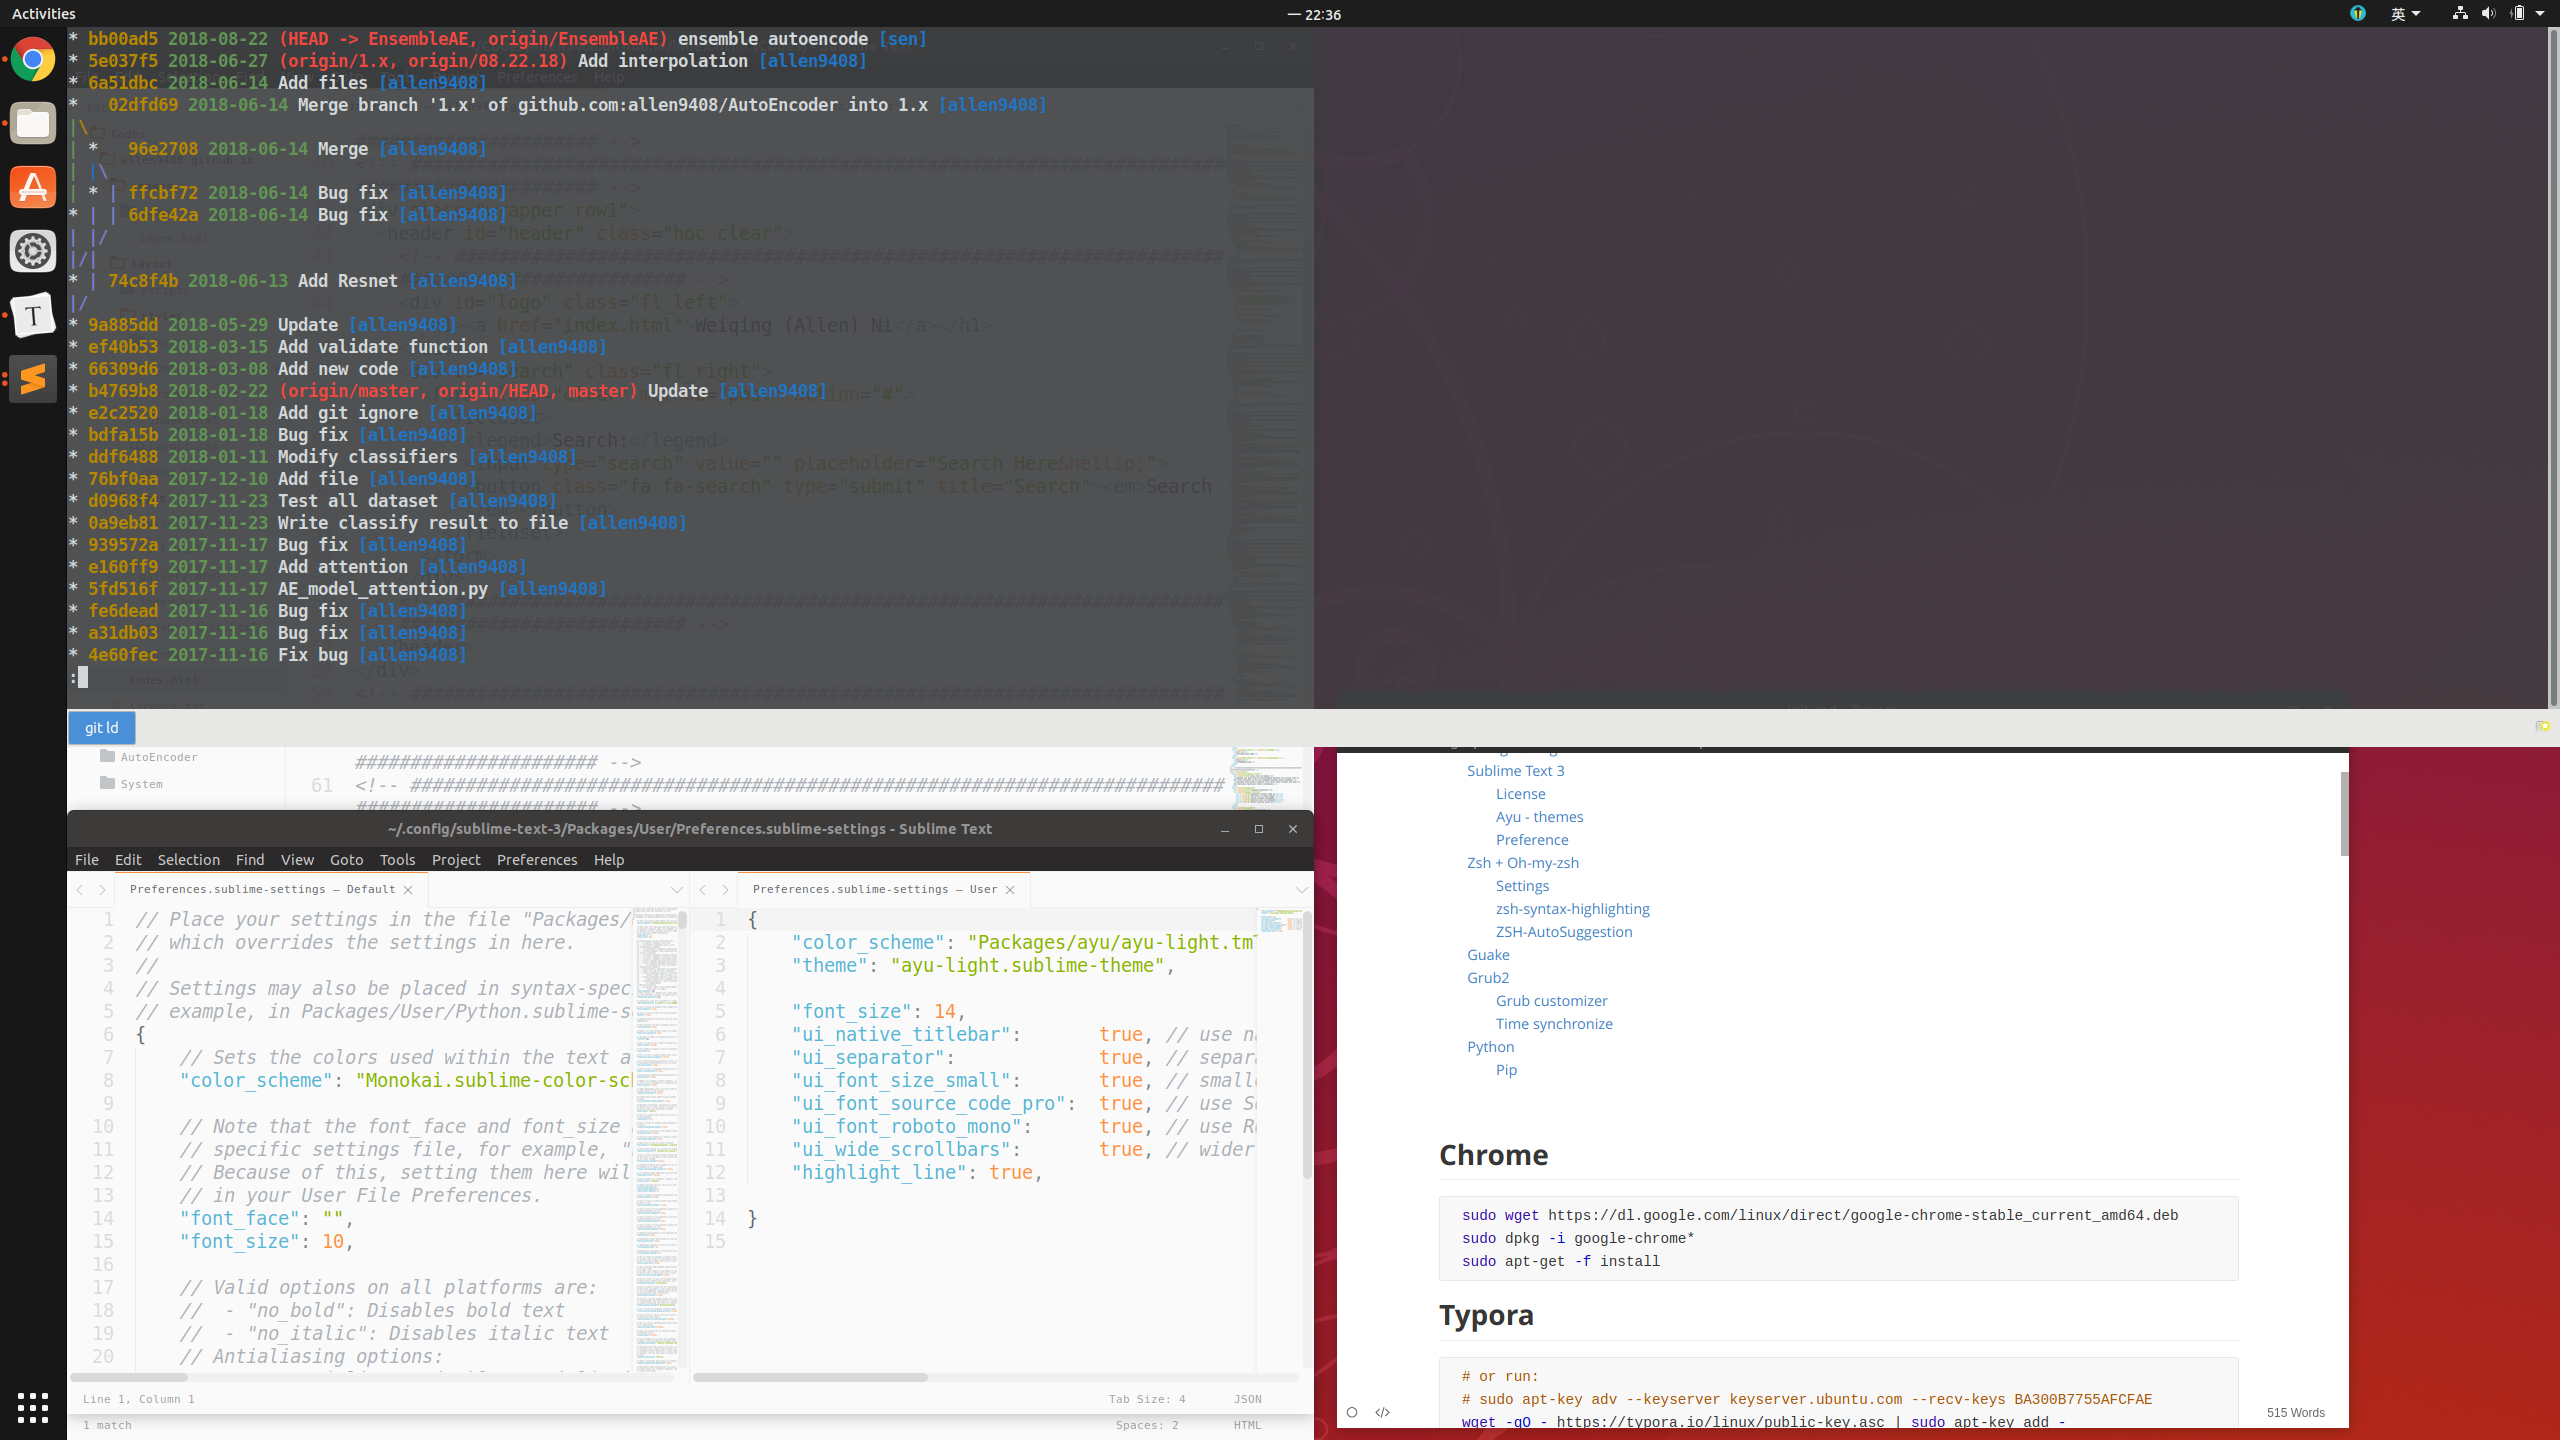 Activities
一 22:36
英
* bb00ad5 2018-08-22 (HEAD -> EnsembleAE, origin/EnsembleAE) ensemble autoencode [sen]
* 5e037f5 2018-06-27 (origin/1.x, origin/08.22.18) Add interpolation [allen9408]
* 6a51dbc 2018-06-14 Add files [allen9408]
*   02dfd69 2018-06-14 Merge branch '1.x' of github.com:allen9408/AutoEncoder into 1.x [allen9408]
|\
| *   96e2708 2018-06-14 Merge [allen9408]
| |\
| * | ffcbf72 2018-06-14 Bug fix [allen9408]
* | | 6dfe42a 2018-06-14 Bug fix [allen9408]
| |/
|/|
* | 74c8f4b 2018-06-13 Add Resnet [allen9408]
|/
* 9a885dd 2018-05-29 Update [allen9408]
* ef40b53 2018-03-15 Add validate function [allen9408]
* 66309d6 2018-03-08 Add new code [allen9408]
* b4769b8 2018-02-22 (origin/master, origin/HEAD, master) Update [allen9408]
* e2c2520 2018-01-18 Add git ignore [allen9408]
* bdfa15b 2018-01-18 Bug fix [allen9408]
* ddf6488 2018-01-11 Modify classifiers [allen9408]
* 76bf0aa 2017-12-10 Add file [allen9408]
* d0968f4 2017-11-23 Test all dataset [allen9408]
* 0a9eb81 2017-11-23 Write classify result to file [allen9408]
* 939572a 2017-11-17 Bug fix [allen9408]
* e160ff9 2017-11-17 Add attention [allen9408]
* 5fd516f 2017-11-17 AE_model_attention.py [allen9408]
* fe6dead 2017-11-16 Bug fix [allen9408]
* a31db03 2017-11-16 Bug fix [allen9408]
* 4e60fec 2017-11-16 Fix bug [allen9408]
:
git ld
AutoEncoder
System
###################### -->
61 <!-- ##########################################################################
###################### -->
~/.config/sublime-text-3/Packages/User/Preferences.sublime-settings - Sublime Text
File Edit Selection Find View Goto Tools Project Preferences Help
Preferences.sublime-settings — Default
1 // Place your settings in the file "Packages/
2 // which overrides the settings in here.
3 //
4 // Settings may also be placed in syntax-spec
5 // example, in Packages/User/Python.sublime-s
6 {
7 // Sets the colors used within the text a
8 "color_scheme": "Monokai.sublime-color-sch
9
10 // Note that the font_face and font_size
11 // specific settings file, for example, "
12 // Because of this, setting them here wil
13 // in your User File Preferences.
14 "font_face": "",
15 "font_size": 10,
16
17 // Valid options on all platforms are:
18 //  - "no_bold": Disables bold text
19 //  - "no_italic": Disables italic text
20 // Antialiasing options:
Preferences.sublime-settings — User
1 {
2 "color_scheme": "Packages/ayu/ayu-light.tm
3 "theme": "ayu-light.sublime-theme",
4
5 "font_size": 14,
6 "ui_native_titlebar": true, // use na
7 "ui_separator": true, // separa
8 "ui_font_size_small": true, // smalle
9 "ui_font_source_code_pro": true, // use So
10 "ui_font_roboto_mono": true, // use Ro
11 "ui_wide_scrollbars": true, // wider
12 "highlight_line": true,
13
14 }
15
Line 1, Column 1
Tab Size: 4
JSON
1 match
Spaces: 2
HTML
Sublime Text 3
License
Ayu - themes
Preference
Zsh + Oh-my-zsh
Settings
zsh-syntax-highlighting
ZSH-AutoSuggestion
Guake
Grub2
Grub customizer
Time synchronize
Python
Pip
Chrome
sudo wget https://dl.google.com/linux/direct/google-chrome-stable_current_amd64.deb
sudo dpkg -i google-chrome*
sudo apt-get -f install
Typora
# or run:
# sudo apt-key adv --keyserver keyserver.ubuntu.com --recv-keys BA300B7755AFCFAE
wget -qO - https://typora.io/linux/public-key.asc | sudo apt-key add -
515 Words